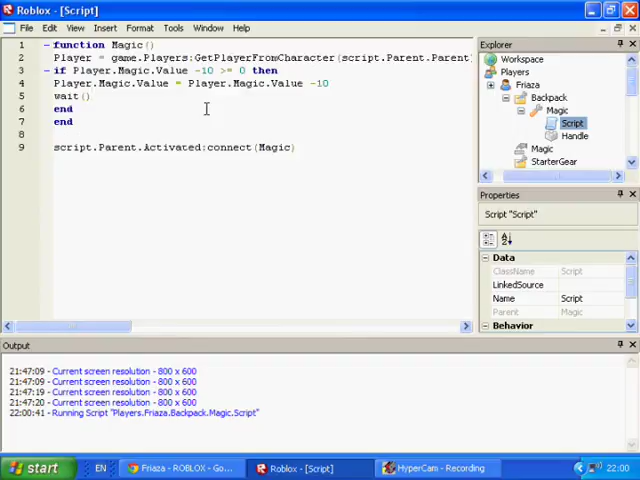 Roblox - [Script]
File Edit View Insert Format Tools Window Help
1 function Magic()
2 Player = game.Players:GetPlayerFromCharacter(script.Parent.Parent)
3 if Player.Magic.Value -10 >= 0 then
4 Player.Magic.Value = Player.Magic.Value -10
5 wait()
6 end
7 end
8
9 script.Parent.Activated:connect(Magic)
Explorer
Workspace
Players
Friaza
Backpack
Magic
Script
Handle
Magic
StarterGear
Properties
Script "Script"
Data
ClassName Script
LinkedSource
Name Script
Parent Magic
Behavior
Output
21:47:09 - Current screen resolution - 800 x 600
21:47:09 - Current screen resolution - 800 x 600
21:47:19 - Current screen resolution - 800 x 600
21:47:20 - Current screen resolution - 800 x 600
22:00:41 - Running Script "Players.Friaza.Backpack.Magic.Script"
start EN Friaza - ROBLOX - Go... Roblox - [Script] HyperCam - Recording 22:00